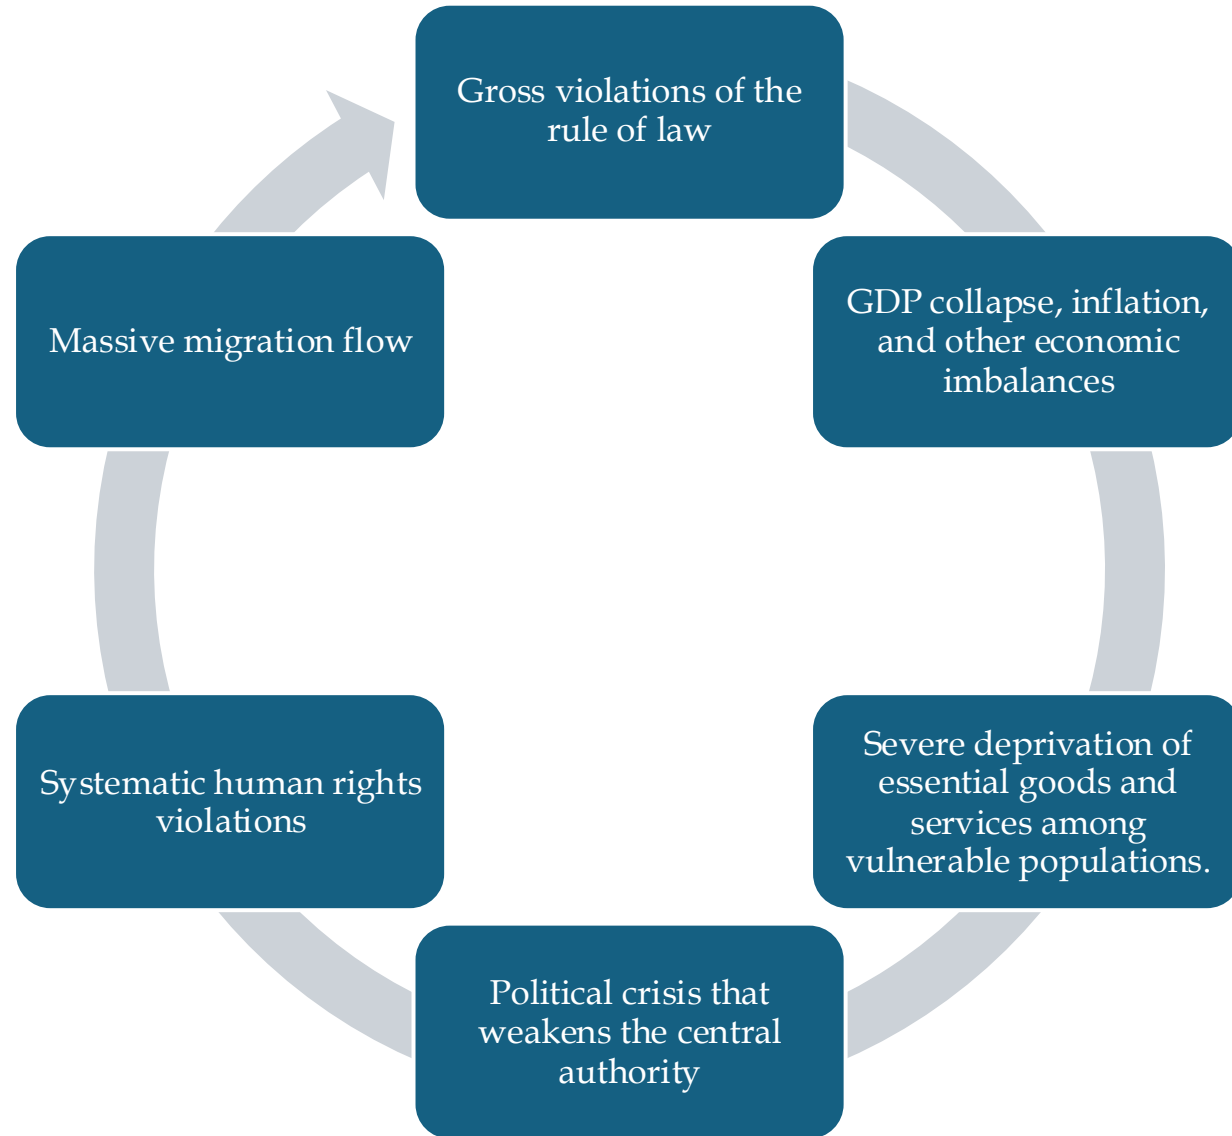 Gross violations of the
rule of law
GDP collapse, inflation,
and other economic
imbalances
Severe deprivation of
essential goods and
services among
vulnerable populations.
Political crisis that
weakens the central
authority
Systematic human rights
violations
Massive migration flow